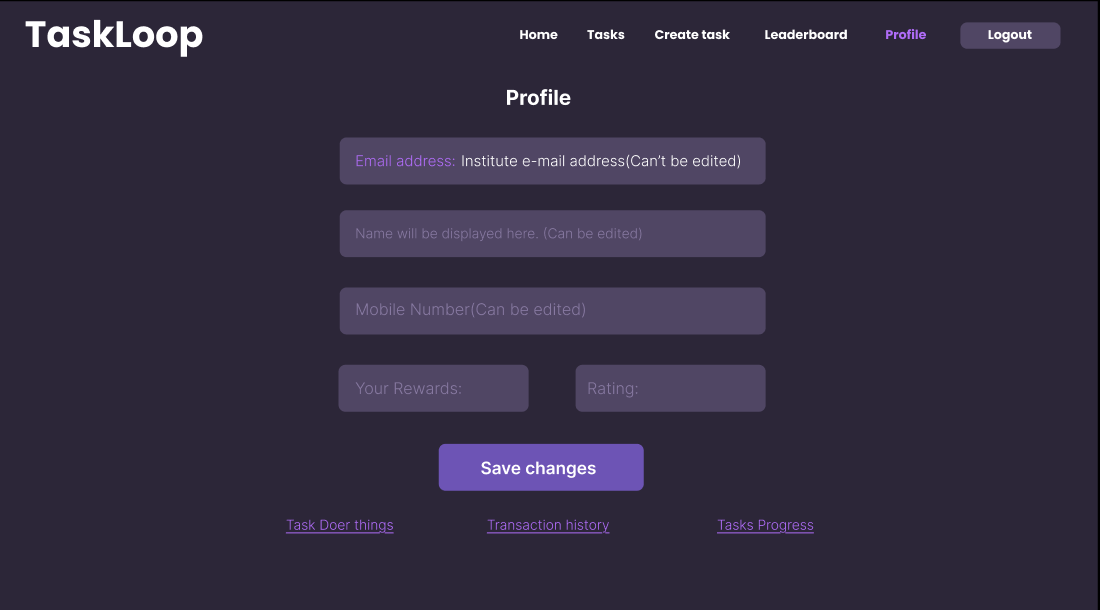 TaskLoop
Home Tasks Create task Leaderboard Profile Logout
Profile
Email address: Institute e-mail address(Can't be edited)
Name will be displayed here. (Can be edited)
Mobile Number(Can be edited)
Your Rewards: Rating:
Save changes
Task Doer things Transaction history Tasks Progress